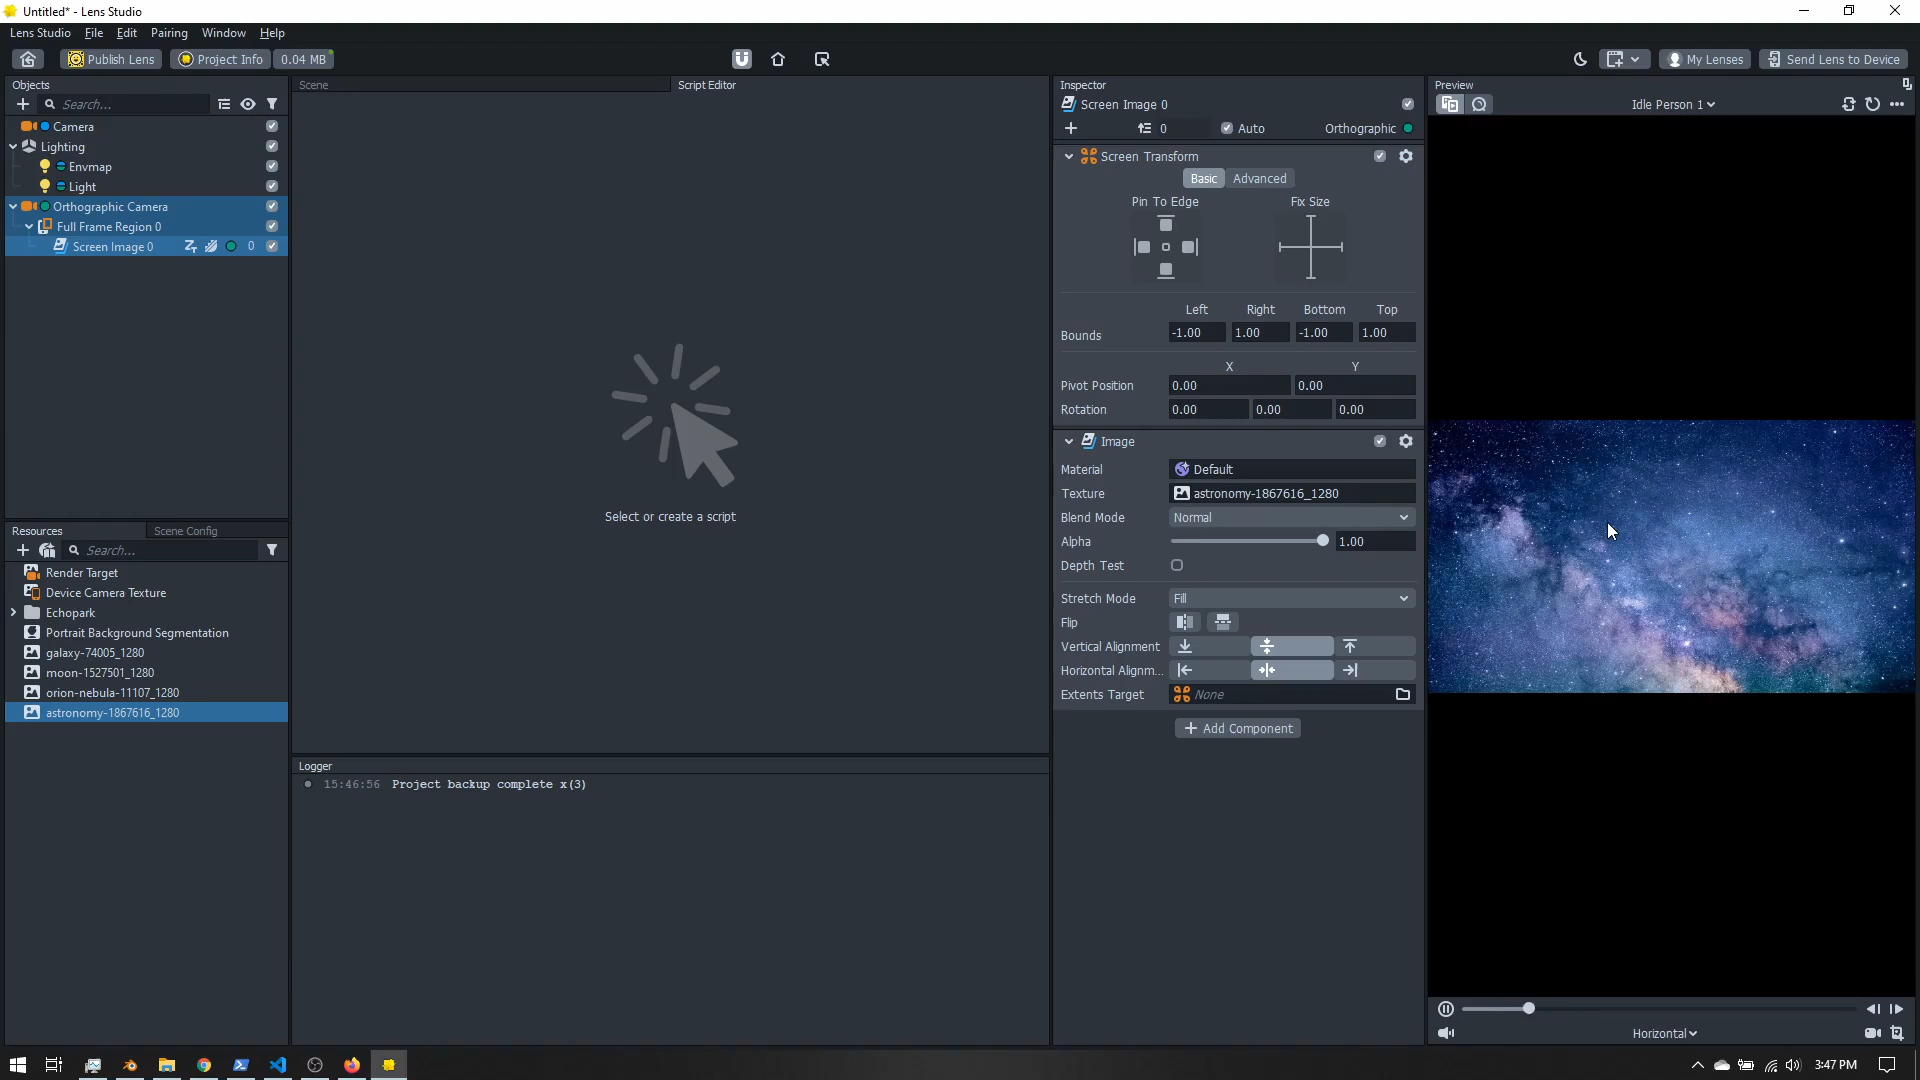 Untitled* - Lens Studio
Lens Studio File Edit Pairing Window Help
Publish Lens Project Info 0.04 MB My Lenses Send Lens to Device
Objects
Search...
Camera
Lighting
Envmap
Light
Orthographic Camera
Full Frame Region 0
Screen Image 0 0
Resources Scene Config
Search...
Render Target
Device Camera Texture
Echopark
Portrait Background Segmentation
galaxy-74005_1280
moon-1527501_1280
orion-nebula-11107_1280
astronomy-1867616_1280
Scene Script Editor
Select or create a script
Logger
15:46:56 Project backup complete x(3)
Inspector
Screen Image 0
0 Auto Orthographic
Screen Transform
Basic Advanced
Pin To Edge Fix Size
Left Right Bottom Top
Bounds -1.00 1.00 -1.00 1.00
X Y
Pivot Position 0.00 0.00
Rotation 0.00 0.00 0.00
Image
Material Default
Texture astronomy-1867616_1280
Blend Mode Normal
Alpha 1.00
Depth Test
Stretch Mode Fill
Flip
Vertical Alignment
Horizontal Alignm...
Extents Target None
Add Component
Preview
Idle Person 1
Horizontal
3:47 PM